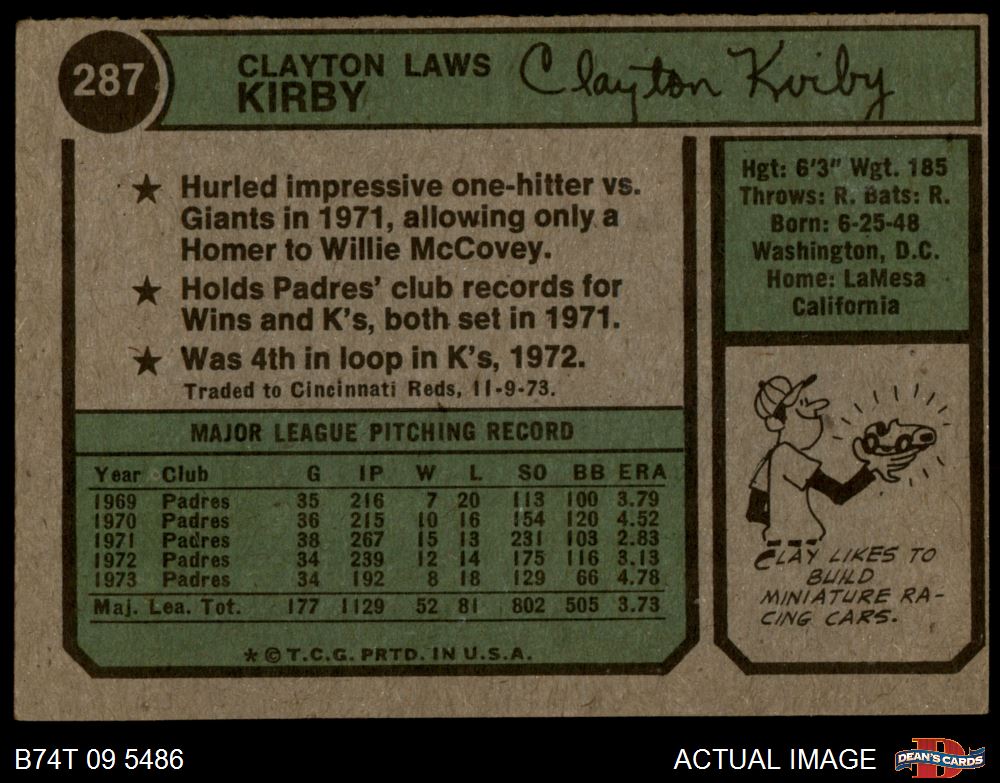 287
CLAYTON LAWS
KIRBY
Clayton Kirby
★ Hurled impressive one-hitter vs.
Giants in 1971, allowing only a
Homer to Willie McCovey.
★ Holds Padres' club records for
Wins and K's, both set in 1971.
★ Was 4th in loop in K's, 1972.
Traded to Cincinnati Reds, 11-9-73.
Hgt: 6'3" Wgt. 185
Throws: R. Bats: R.
Born: 6-25-48
Washington, D.C.
Home: LaMesa
California
MAJOR LEAGUE PITCHING RECORD
Year Club G IP W L SO BB ERA
1969 Padres 35 216 7 20 113 100 3.79
1970 Padres 36 215 10 16 154 120 4.52
1971 Padres 38 267 15 13 231 103 2.83
1972 Padres 34 239 12 14 175 116 3.13
1973 Padres 34 192 8 18 129 66 4.78
Maj. Lea. Tot. 177 1129 52 81 802 505 3.73
* © T.C.G. PRTD. IN U.S.A.
CLAY LIKES TO
BUILD
MINIATURE RA-
CING CARS.
B74T 09 5486
ACTUAL IMAGE
D
DEAN'S CARDS